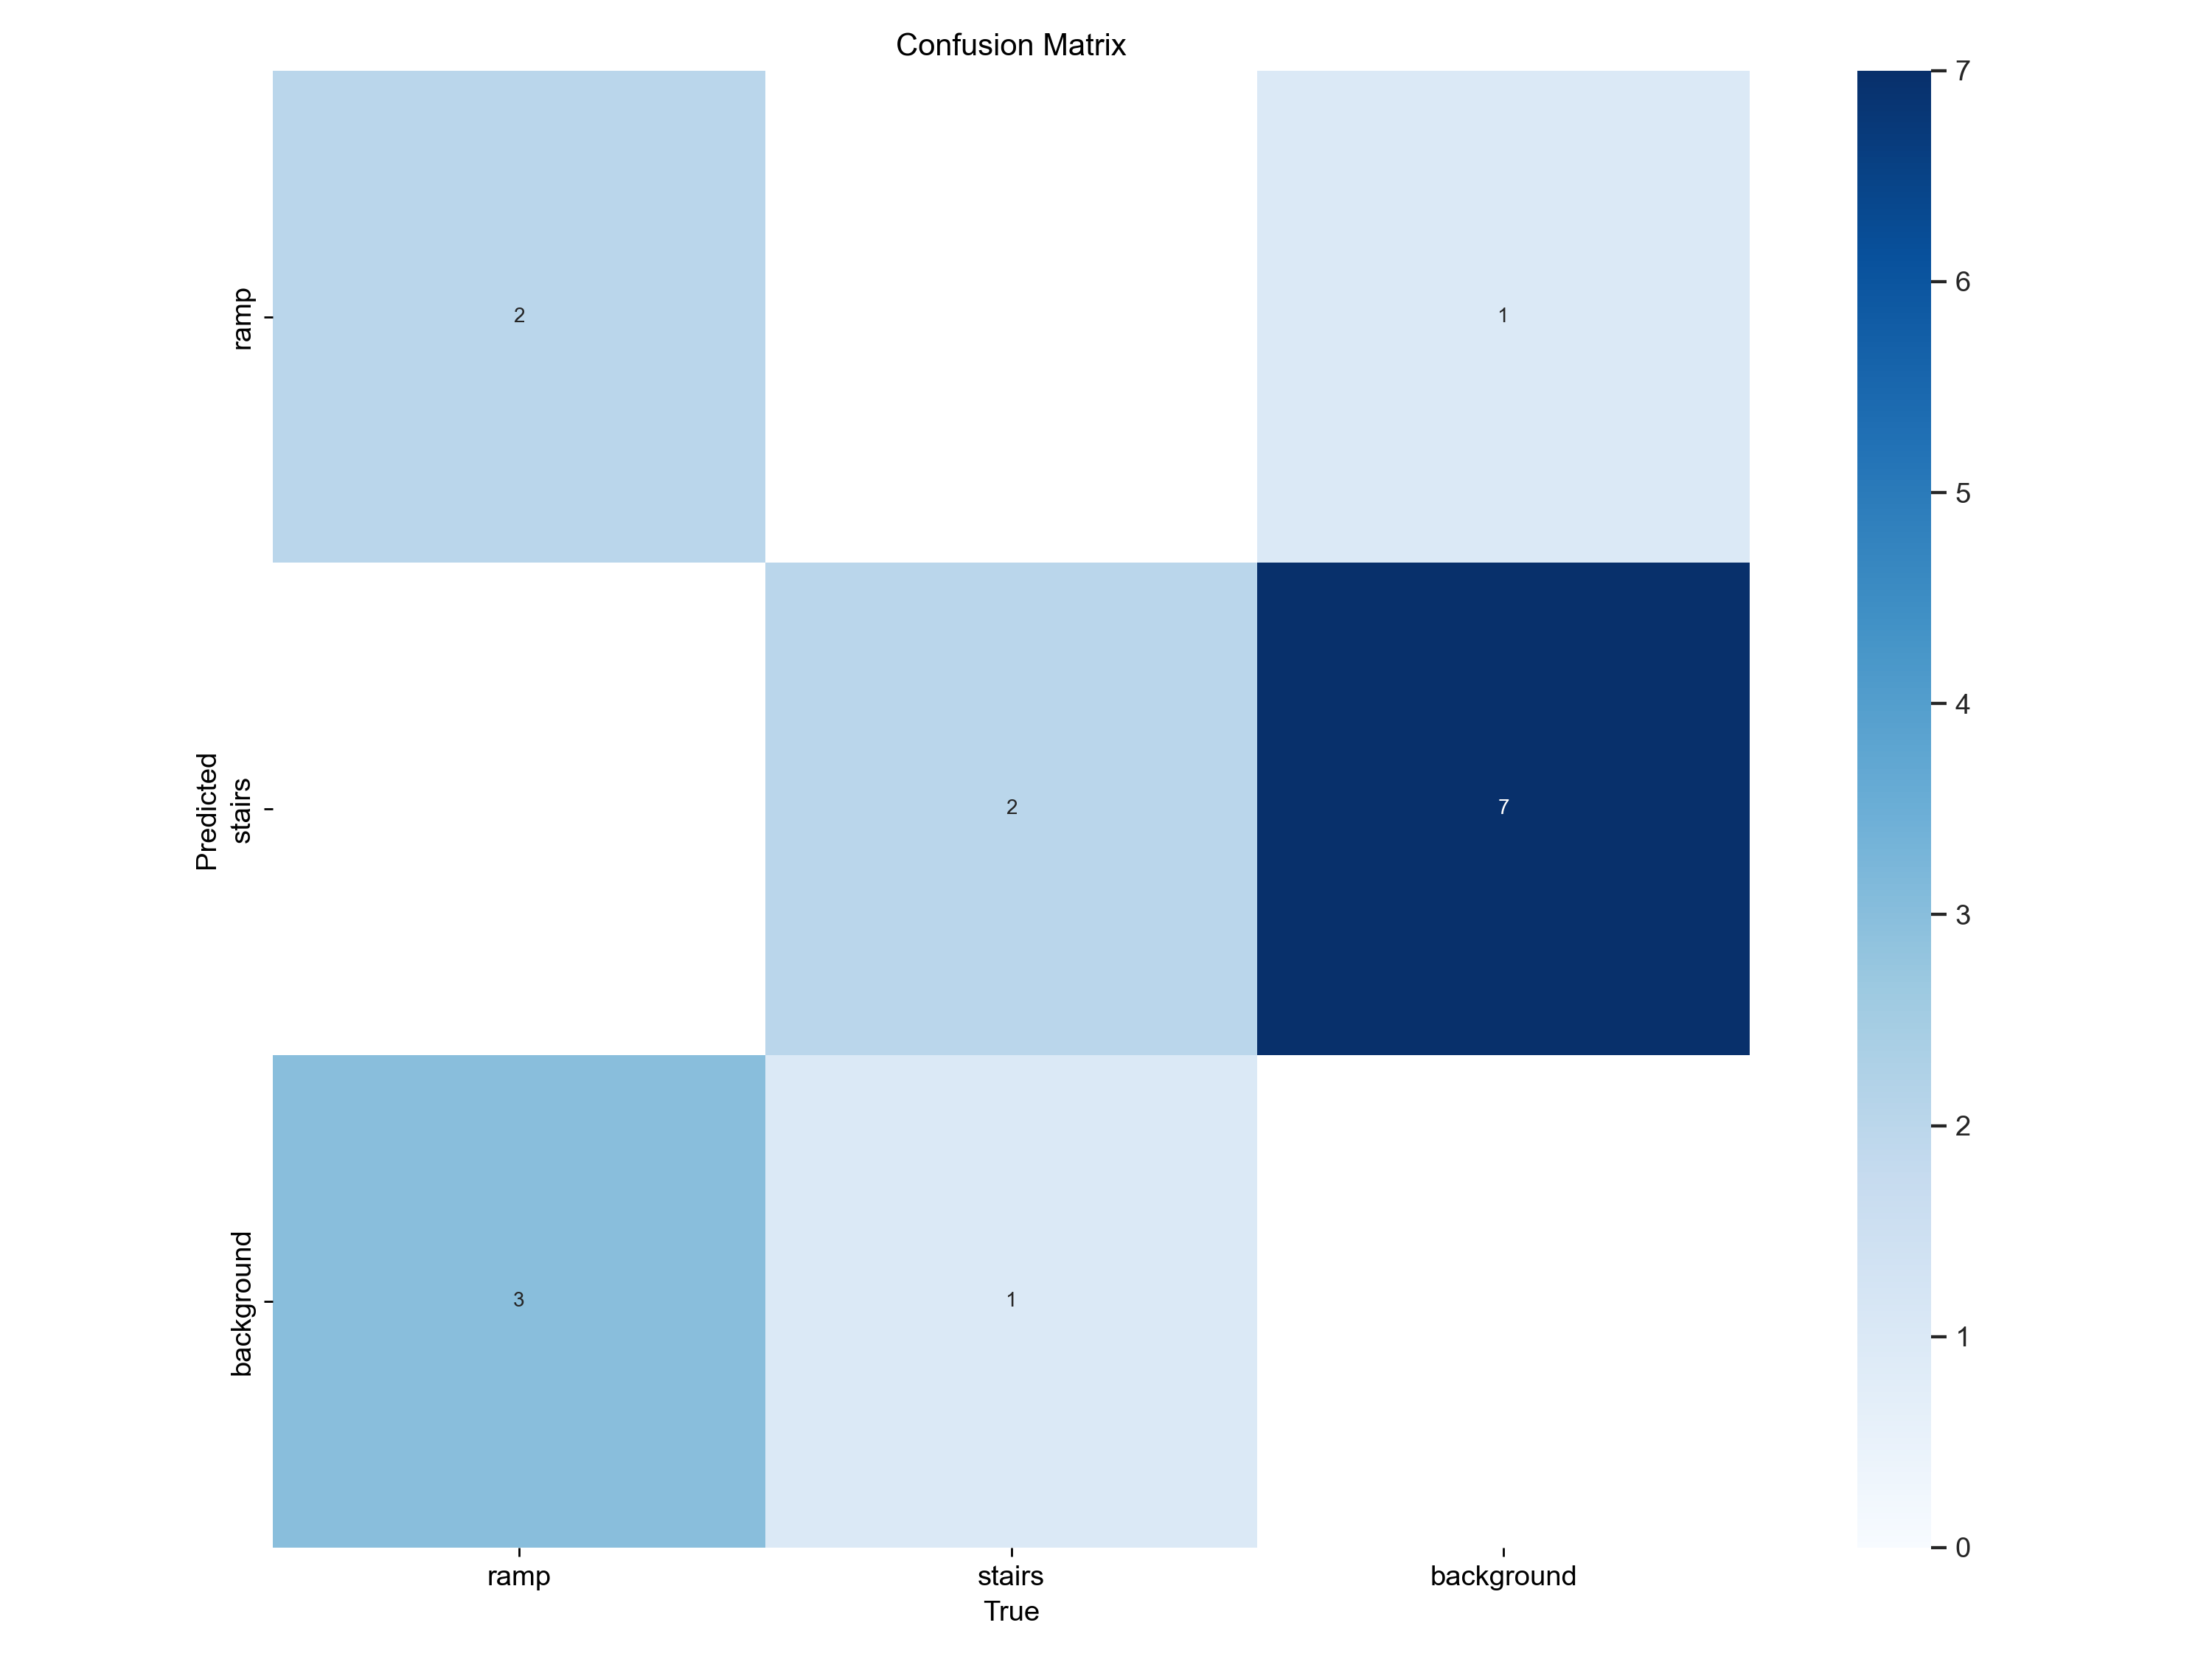 Confusion Matrix
Predicted
ramp
2
1
stairs
2
7
background
3
1
ramp
stairs
background
True
7
6
5
4
3
2
1
0